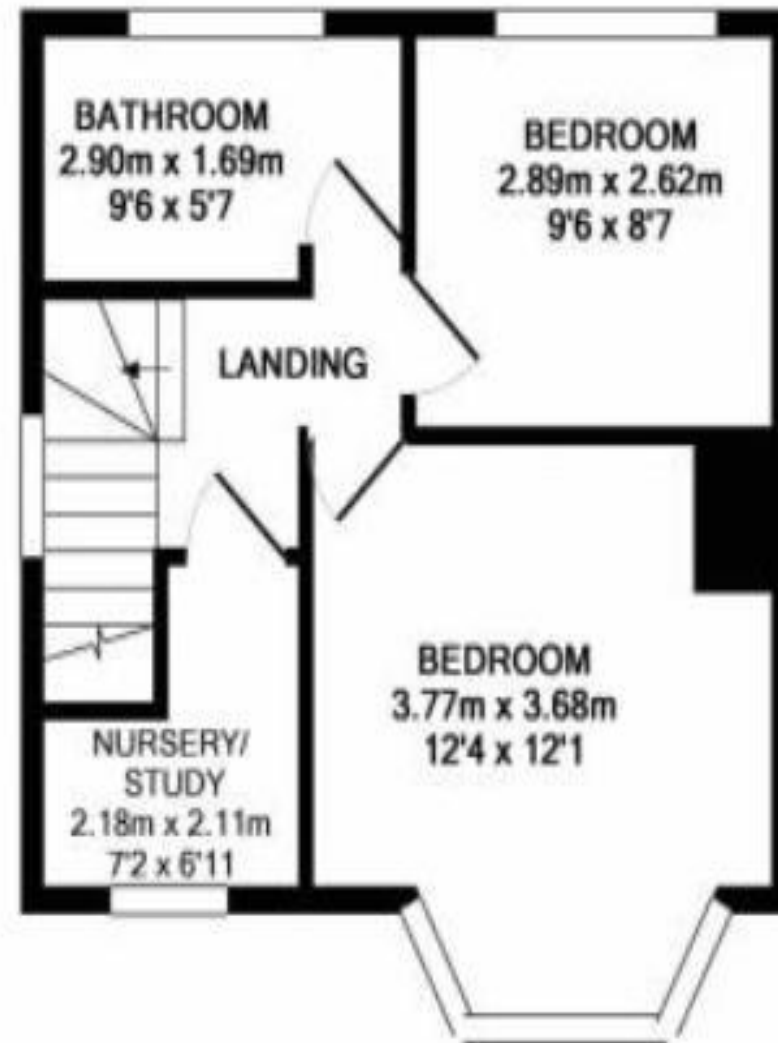 BATHROOM
2.90m x 1.69m
9'6 x 5'7
BEDROOM
2.89m x 2.62m
9'6 x 8'7
LANDING
BEDROOM
3.77m x 3.68m
12'4 x 12'1
NURSERY/
STUDY
2.18m x 2.11m
7'2 x 6'11